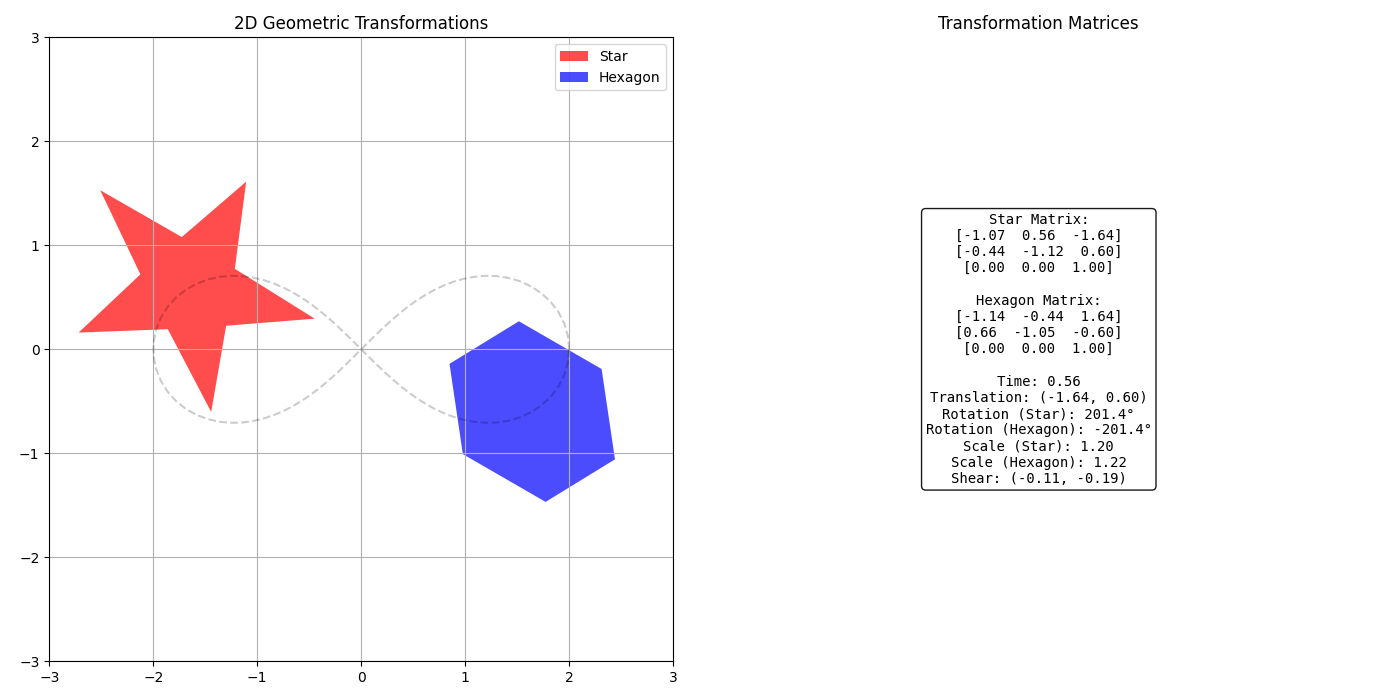 2D Geometric Transformations
3
2
1
0
−1
−2
−3
−3
−2
−1
0
1
2
3
Star
Hexagon
Transformation Matrices
Star Matrix:
[-1.07  0.56  -1.64]
[-0.44  -1.12  0.60]
[0.00  0.00  1.00]
Hexagon Matrix:
[-1.14  -0.44  1.64]
[0.66  -1.05  -0.60]
[0.00  0.00  1.00]
Time: 0.56
Translation: (-1.64, 0.60)
Rotation (Star): 201.4°
Rotation (Hexagon): -201.4°
Scale (Star): 1.20
Scale (Hexagon): 1.22
Shear: (-0.11, -0.19)